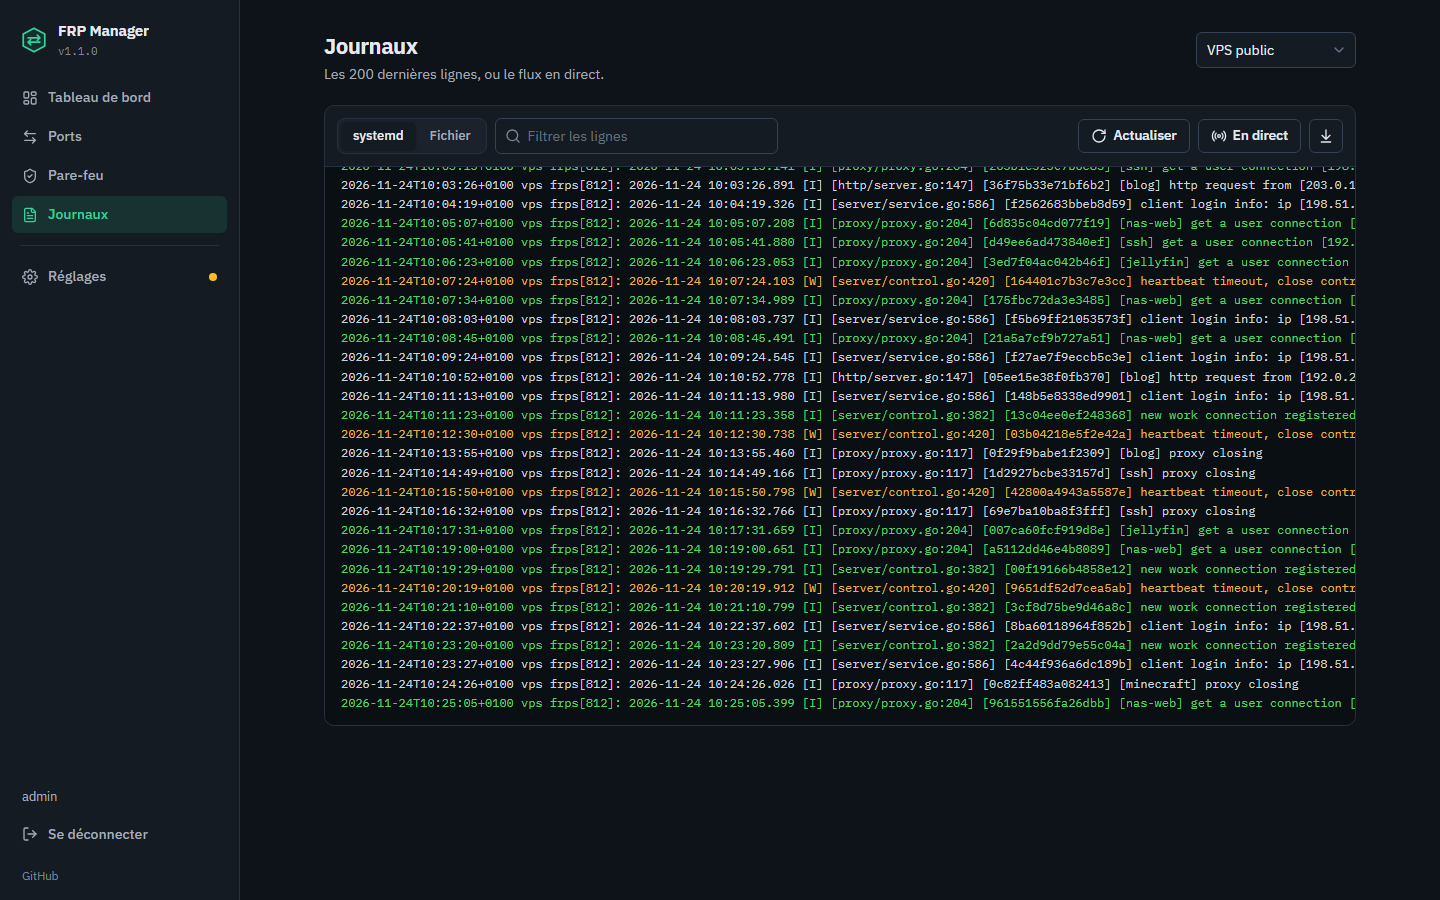 FRP Manager
v1.1.0
Tableau de bord
Ports
Pare-feu
Journaux
Réglages
admin
Se déconnecter
GitHub
Journaux
Les 200 dernières lignes, ou le flux en direct.
VPS public
systemd
Fichier
Filtrer les lignes
Actualiser
En direct
2026-11-24T10:03:26+0100 vps frps[812]: 2026-11-24 10:03:26.891 [I] [http/server.go:147] [36f75b33e71bf6b2] [blog] http request from [203.0.1
2026-11-24T10:04:19+0100 vps frps[812]: 2026-11-24 10:04:19.326 [I] [server/service.go:586] [f2562683bbeb8d59] client login info: ip [198.51.
2026-11-24T10:05:07+0100 vps frps[812]: 2026-11-24 10:05:07.208 [I] [proxy/proxy.go:204] [6d835c04cd077f19] [nas-web] get a user connection [
2026-11-24T10:05:41+0100 vps frps[812]: 2026-11-24 10:05:41.880 [I] [proxy/proxy.go:204] [d49ee6ad473840ef] [ssh] get a user connection [192.
2026-11-24T10:06:23+0100 vps frps[812]: 2026-11-24 10:06:23.053 [I] [proxy/proxy.go:204] [3ed7f04ac042b46f] [jellyfin] get a user connection
2026-11-24T10:07:24+0100 vps frps[812]: 2026-11-24 10:07:24.103 [W] [server/control.go:420] [164401c7b3c7e3cc] heartbeat timeout, close contr
2026-11-24T10:07:34+0100 vps frps[812]: 2026-11-24 10:07:34.989 [I] [proxy/proxy.go:204] [175fbc72da3e3485] [nas-web] get a user connection [
2026-11-24T10:08:03+0100 vps frps[812]: 2026-11-24 10:08:03.737 [I] [server/service.go:586] [f5b69ff21053573f] client login info: ip [198.51.
2026-11-24T10:08:45+0100 vps frps[812]: 2026-11-24 10:08:45.491 [I] [proxy/proxy.go:204] [21a5a7cf9b727a51] [nas-web] get a user connection [
2026-11-24T10:09:24+0100 vps frps[812]: 2026-11-24 10:09:24.545 [I] [server/service.go:586] [f27ae7f9eccb5c3e] client login info: ip [198.51.
2026-11-24T10:10:52+0100 vps frps[812]: 2026-11-24 10:10:52.778 [I] [http/server.go:147] [05ee15e38f0fb370] [blog] http request from [192.0.2
2026-11-24T10:11:13+0100 vps frps[812]: 2026-11-24 10:11:13.980 [I] [server/service.go:586] [148b5e8338ed9901] client login info: ip [198.51.
2026-11-24T10:11:23+0100 vps frps[812]: 2026-11-24 10:11:23.358 [I] [server/control.go:382] [13c04ee0ef248368] new work connection registered
2026-11-24T10:12:30+0100 vps frps[812]: 2026-11-24 10:12:30.738 [W] [server/control.go:420] [03b04218e5f2e42a] heartbeat timeout, close contr
2026-11-24T10:13:55+0100 vps frps[812]: 2026-11-24 10:13:55.460 [I] [proxy/proxy.go:117] [0f29f9babe1f2309] [blog] proxy closing
2026-11-24T10:14:49+0100 vps frps[812]: 2026-11-24 10:14:49.166 [I] [proxy/proxy.go:117] [1d2927bcbe33157d] [ssh] proxy closing
2026-11-24T10:15:50+0100 vps frps[812]: 2026-11-24 10:15:50.798 [W] [server/control.go:420] [42800a4943a5587e] heartbeat timeout, close contr
2026-11-24T10:16:32+0100 vps frps[812]: 2026-11-24 10:16:32.766 [I] [proxy/proxy.go:117] [69e7ba10ba8f3fff] [ssh] proxy closing
2026-11-24T10:17:31+0100 vps frps[812]: 2026-11-24 10:17:31.659 [I] [proxy/proxy.go:204] [007ca60fcf919d8e] [jellyfin] get a user connection
2026-11-24T10:19:00+0100 vps frps[812]: 2026-11-24 10:19:00.651 [I] [proxy/proxy.go:204] [a5112dd46e4b8089] [nas-web] get a user connection [
2026-11-24T10:19:29+0100 vps frps[812]: 2026-11-24 10:19:29.791 [I] [server/control.go:382] [00f19166b4858e12] new work connection registered
2026-11-24T10:20:19+0100 vps frps[812]: 2026-11-24 10:20:19.912 [W] [server/control.go:420] [9651df52d7cea5ab] heartbeat timeout, close contr
2026-11-24T10:21:10+0100 vps frps[812]: 2026-11-24 10:21:10.799 [I] [server/control.go:382] [3cf8d75be9d46a8c] new work connection registered
2026-11-24T10:22:37+0100 vps frps[812]: 2026-11-24 10:22:37.602 [I] [server/service.go:586] [8ba60118964f852b] client login info: ip [198.51.
2026-11-24T10:23:20+0100 vps frps[812]: 2026-11-24 10:23:20.809 [I] [server/control.go:382] [2a2d9dd79e55c04a] new work connection registered
2026-11-24T10:23:27+0100 vps frps[812]: 2026-11-24 10:23:27.906 [I] [server/service.go:586] [4c44f936a6dc189b] client login info: ip [198.51.
2026-11-24T10:24:26+0100 vps frps[812]: 2026-11-24 10:24:26.026 [I] [proxy/proxy.go:117] [0c82ff483a082413] [minecraft] proxy closing
2026-11-24T10:25:05+0100 vps frps[812]: 2026-11-24 10:25:05.399 [I] [proxy/proxy.go:204] [961551556fa26dbb] [nas-web] get a user connection [